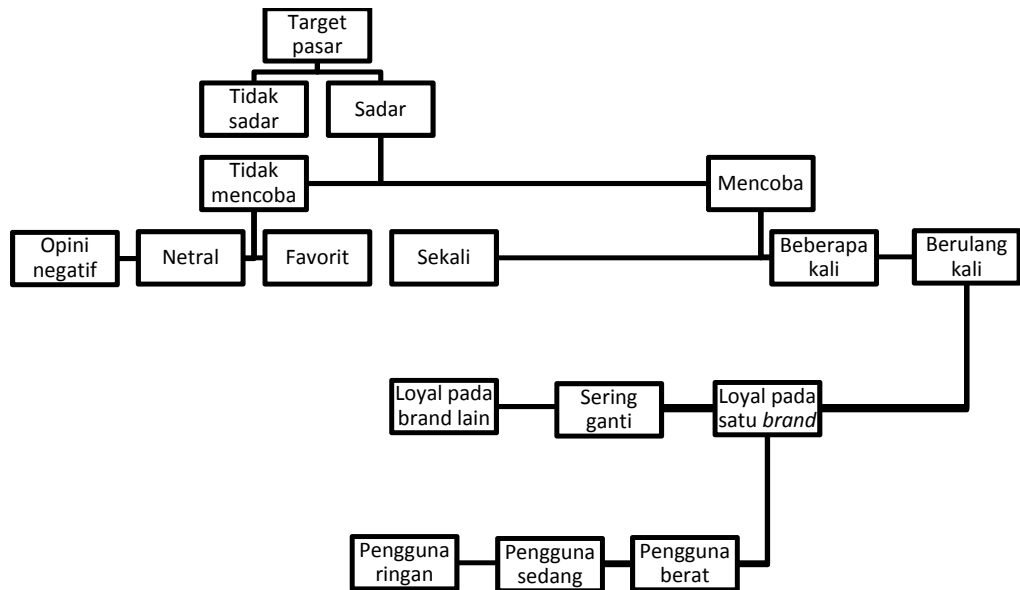 Target
pasar
Tidak
sadar
Sadar
Tidak
mencoba
Mencoba
Opini
negatif
Netral
Favorit
Sekali
Beberapa
kali
Berulang
kali
Loyal pada
brand lain
Sering
ganti
Loyal pada
satu brand
Pengguna
ringan
Pengguna
sedang
Pengguna
berat